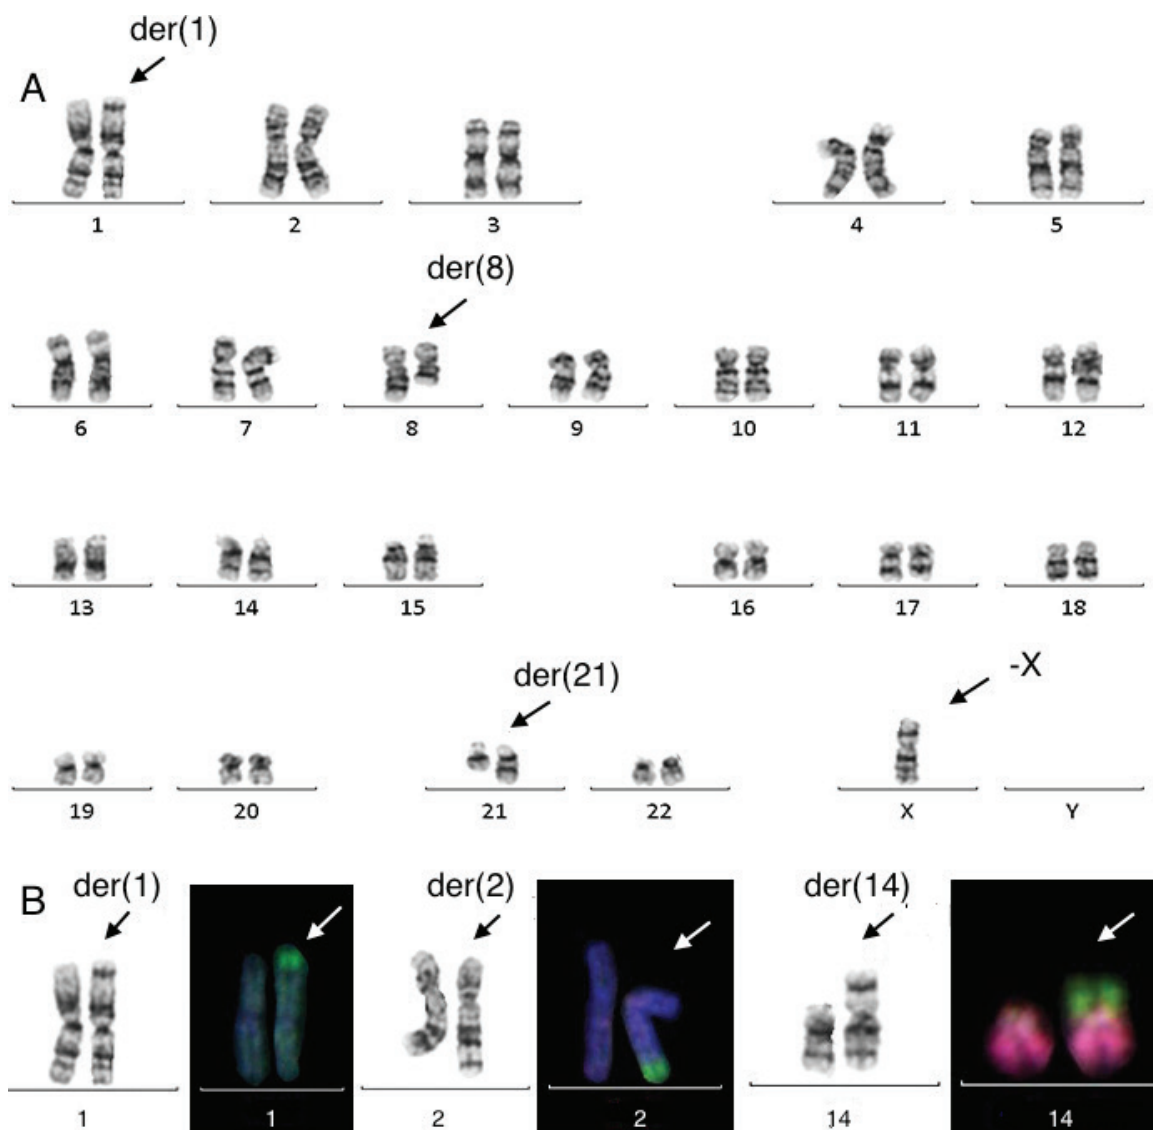 der(1)
A
1 2 3 4 5
der(8)
6 7 8 9 10 11 12
13 14 15 16 17 18
der(21)
-X
19 20 21 22 X Y
B
der(1) der(2) der(14)
1 1 2 2 14 14